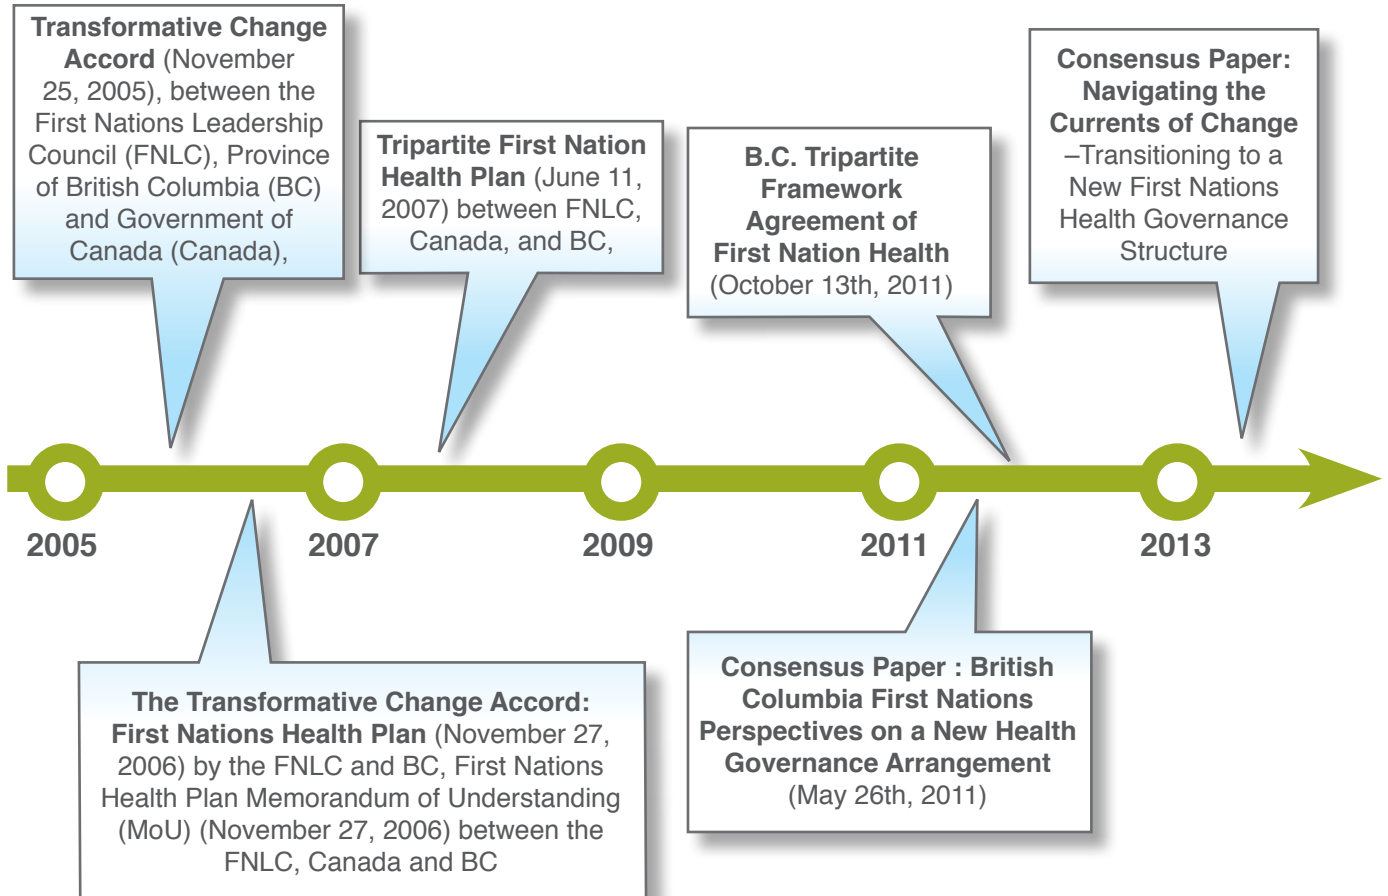 Transformative Change
Accord (November
25, 2005), between the
First Nations Leadership
Council (FNLC), Province
of British Columbia (BC)
and Government of
Canada (Canada),
Tripartite First Nation
Health Plan (June 11,
2007) between FNLC,
Canada, and BC,
B.C. Tripartite
Framework
Agreement of
First Nation Health
(October 13th, 2011)
Consensus Paper:
Navigating the
Currents of Change
–Transitioning to a
New First Nations
Health Governance
Structure
2005
2007
2009
2011
2013
The Transformative Change Accord:
First Nations Health Plan (November 27,
2006) by the FNLC and BC, First Nations
Health Plan Memorandum of Understanding
(MoU) (November 27, 2006) between the
FNLC, Canada and BC
Consensus Paper : British
Columbia First Nations
Perspectives on a New Health
Governance Arrangement
(May 26th, 2011)